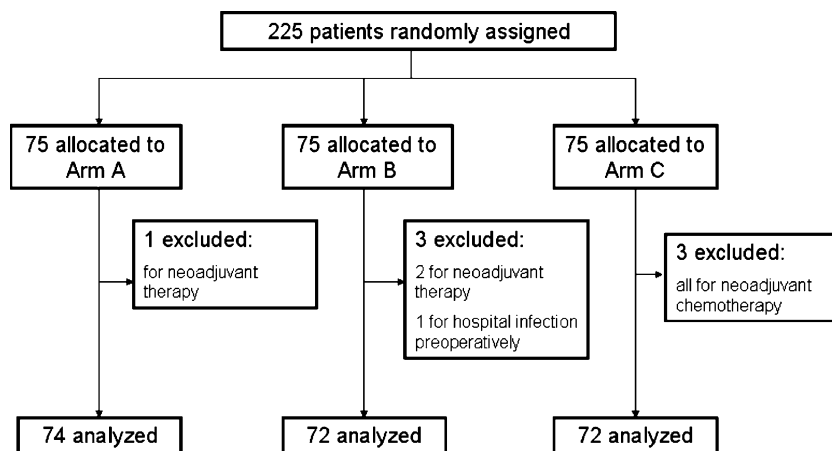 225 patients randomly assigned
75 allocated to
Arm A
75 allocated to
Arm B
75 allocated to
Arm C
1 excluded:
for neoadjuvant
therapy
3 excluded:
2 for neoadjuvant
therapy
1 for hospital infection
preoperatively
3 excluded:
all for neoadjuvant
chemotherapy
74 analyzed
72 analyzed
72 analyzed